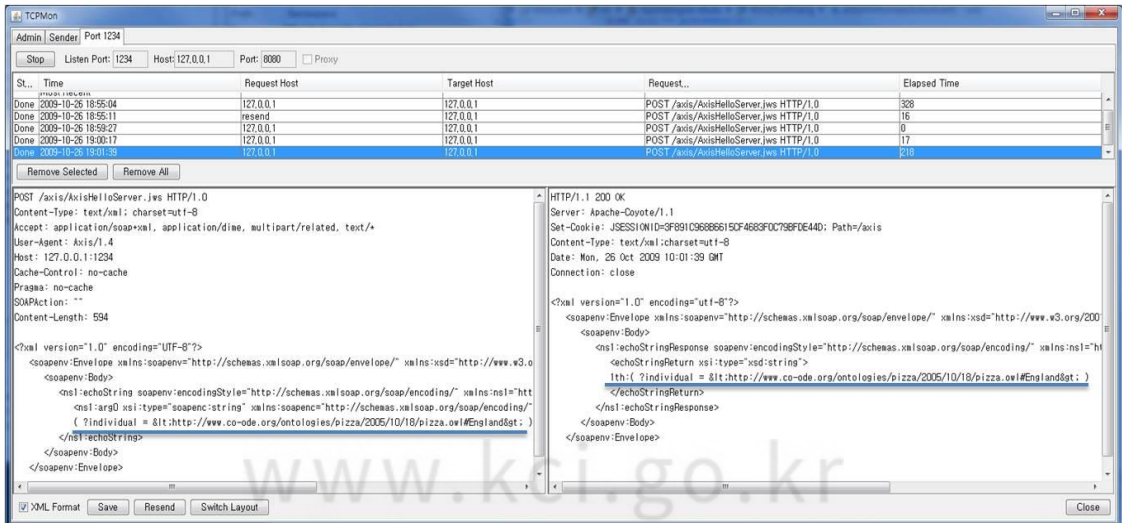 TCPMon
Admin Sender Port 1234
Stop Listen Port: 1234 Host: 127.0.0.1 Port: 8080 Proxy
St... Time Request Host Target Host Request... Elapsed Time
Most Recent
Done 2009-10-26 18:55:04 127.0.0.1 127.0.0.1 POST /axis/AxisHelloServer.jws HTTP/1.0 328
Done 2009-10-26 18:55:11 resend 127.0.0.1 POST /axis/AxisHelloServer.jws HTTP/1.0 16
Done 2009-10-26 18:59:27 127.0.0.1 127.0.0.1 POST /axis/AxisHelloServer.jws HTTP/1.0 0
Done 2009-10-26 19:00:17 127.0.0.1 127.0.0.1 POST /axis/AxisHelloServer.jws HTTP/1.0 17
Done 2009-10-26 19:01:39 127.0.0.1 127.0.0.1 POST /axis/AxisHelloServer.jws HTTP/1.0 218
Remove Selected Remove All
POST /axis/AxisHelloServer.jws HTTP/1.0
Content-Type: text/xml; charset=utf-8
Accept: application/soap+xml, application/dime, multipart/related, text/*
User-Agent: Axis/1.4
Host: 127.0.0.1:1234
Cache-Control: no-cache
Pragma: no-cache
SOAPAction: ""
Content-Length: 594
<?xml version="1.0" encoding="UTF-8"?>
<soapenv:Envelope xmlns:soapenv="http://schemas.xmlsoap.org/soap/envelope/" xmlns:xsd="http://www.w3.o
<soapenv:Body>
<ns1:echoString soapenv:encodingStyle="http://schemas.xmlsoap.org/soap/encoding/" xmlns:ns1="htt
<ns1:arg0 xsi:type="soapenc:string" xmlns:soapenc="http://schemas.xmlsoap.org/soap/encoding/"
( ?individual = &lt;http://www.co-ode.org/ontologies/pizza/2005/10/18/pizza.owl#England&gt; )
</ns1:echoString>
</soapenv:Body>
</soapenv:Envelope>
HTTP/1.1 200 OK
Server: Apache-Coyote/1.1
Set-Cookie: JSESSIONID=3F891C968B6615CF4683F0C79BFDE44D; Path=/axis
Content-Type: text/xml;charset=utf-8
Date: Mon, 26 Oct 2009 10:01:39 GMT
Connection: close
<?xml version="1.0" encoding="utf-8"?>
<soapenv:Envelope xmlns:soapenv="http://schemas.xmlsoap.org/soap/envelope/" xmlns:xsd="http://www.w3.org/200
<soapenv:Body>
<ns1:echoStringResponse soapenv:encodingStyle="http://schemas.xmlsoap.org/soap/encoding/" xmlns:ns1="ht
<echoStringReturn xsi:type="xsd:string">
1th:( ?individual = &lt;http://www.co-ode.org/ontologies/pizza/2005/10/18/pizza.owl#England&gt; )
</echoStringReturn>
</ns1:echoStringResponse>
</soapenv:Body>
</soapenv:Envelope>
www.kci.go.kr
XML Format Save Resend Switch Layout Close